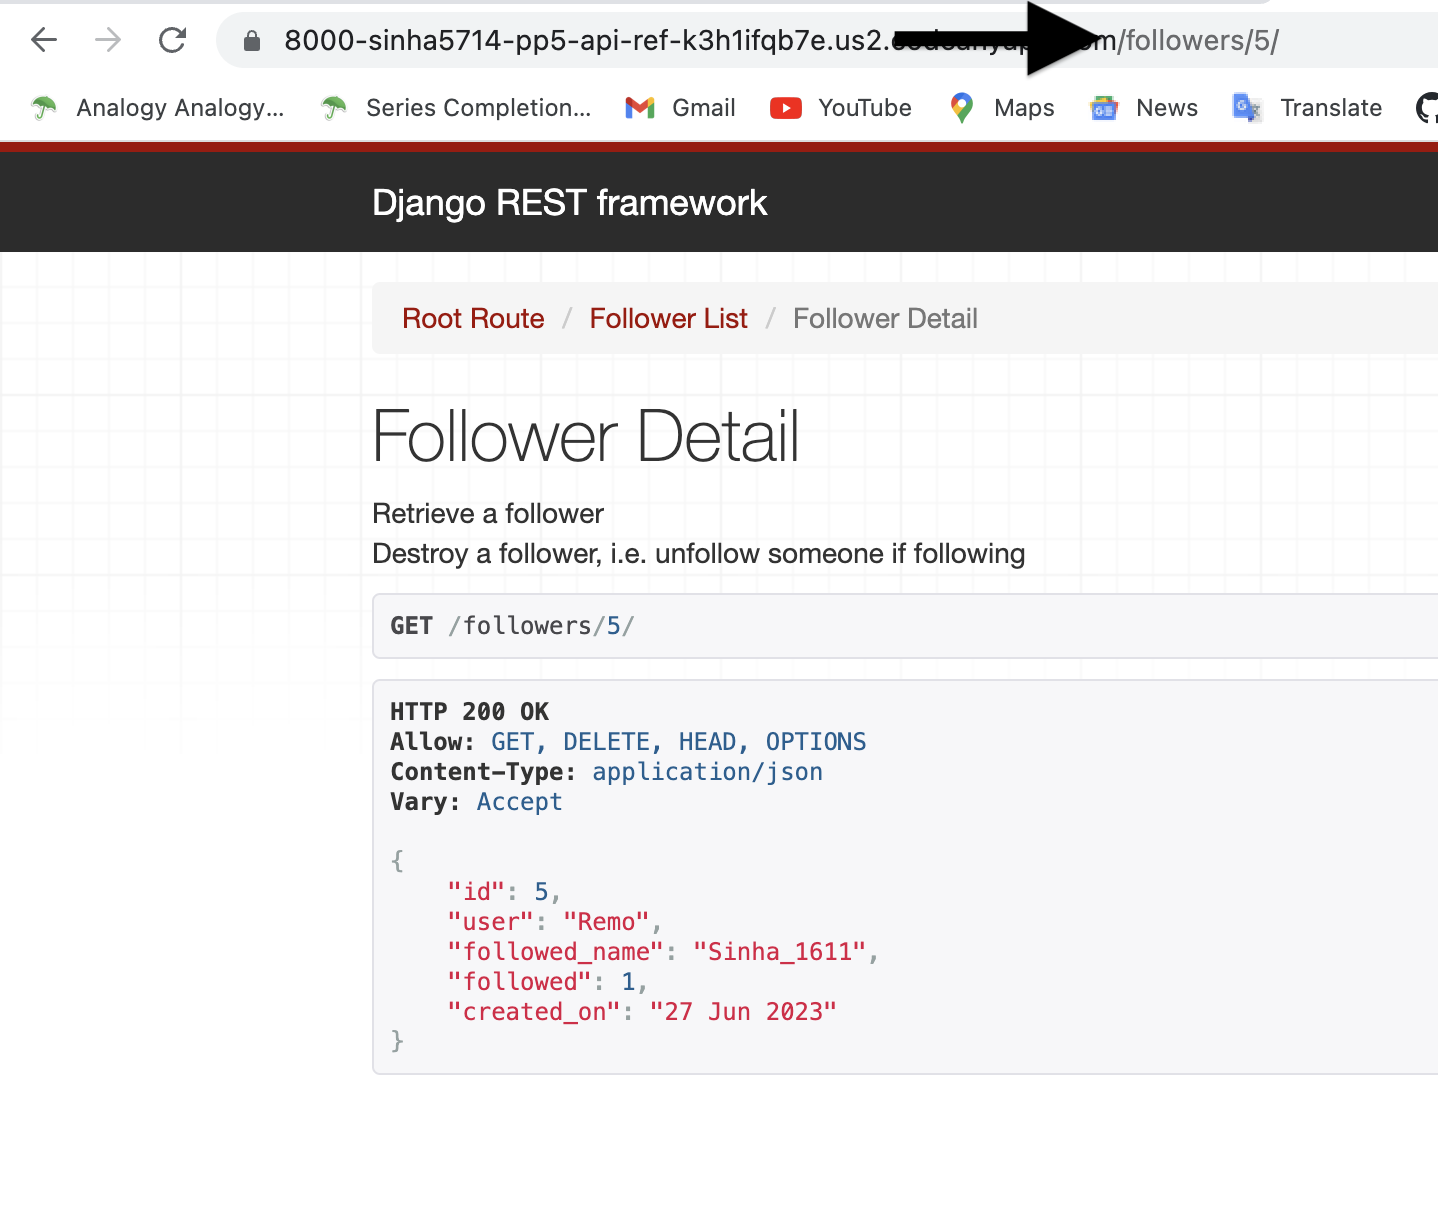 8000-sinha5714-pp5-api-ref-k3h1ifqb7e.us2. /followers/5/
Analogy Analogy... Series Completion... Gmail YouTube Maps News Translate
Django REST framework
Root Route / Follower List / Follower Detail
Follower Detail
Retrieve a follower
Destroy a follower, i.e. unfollow someone if following
GET /followers/5/
HTTP 200 OK
Allow: GET, DELETE, HEAD, OPTIONS
Content-Type: application/json
Vary: Accept
{
"id": 5,
"user": "Remo",
"followed_name": "Sinha_1611",
"followed": 1,
"created_on": "27 Jun 2023"
}